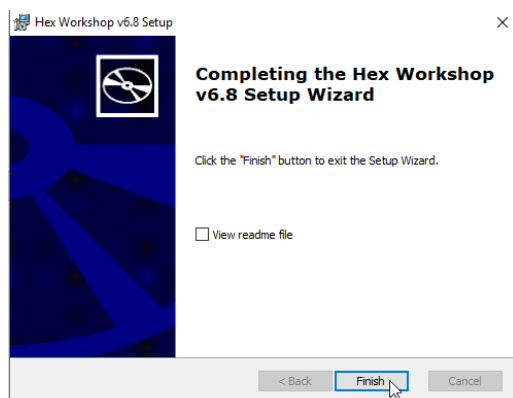 Hex Workshop v6.8 Setup
Completing the Hex Workshop
v6.8 Setup Wizard
Click the "Finish" button to exit the Setup Wizard.
View readme file
< Back Finish Cancel